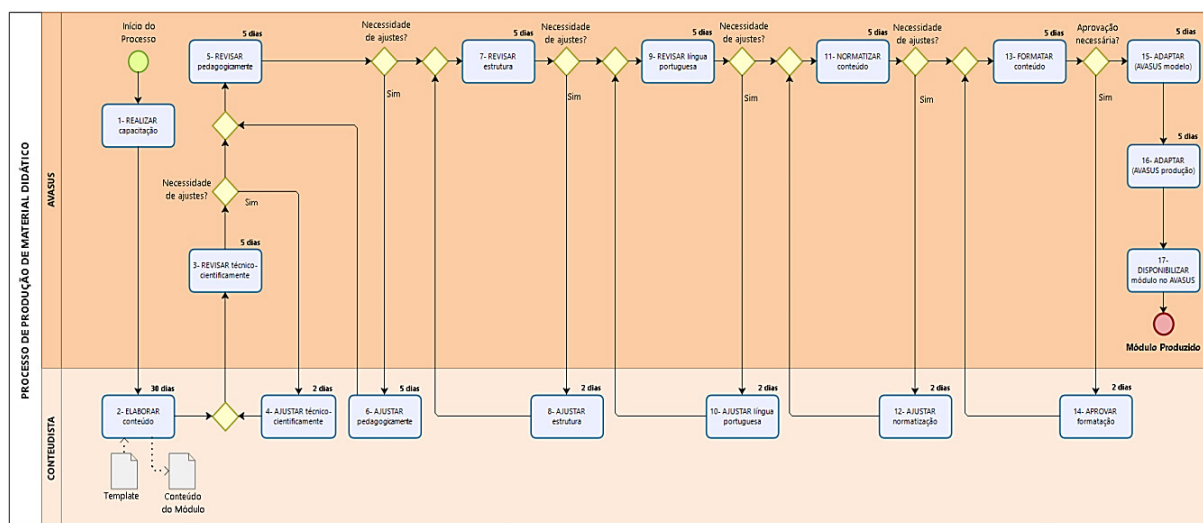 PROCESSO DE PRODUÇÃO DE MATERIAL DIDÁTICO
AVASUS
Início do
Processo
1- REALIZAR
capacitação
5 dias
5- REVISAR
pedagogicamente
Necessidade
de ajustes?
Sim
5 dias
3- REVISAR técnico-
cientificamente
Necessidade
de ajustes?
Sim
5 dias
7- REVISAR
estrutura
Necessidade
de ajustes?
Sim
5 dias
9- REVISAR língua
portuguesa
Necessidade
de ajustes?
Sim
5 dias
11- NORMATIZAR
conteúdo
Necessidade
de ajustes?
Sim
5 dias
13- FORMATAR
conteúdo
Aprovação
necessária?
Sim
5 dias
15- ADAPTAR
(AVASUS modelo)
5 dias
16- ADAPTAR
(AVASUS produção)
17-
DISPONIBILIZAR
módulo no AVASUS
Módulo Produzido
CONTEUDISTA
30 dias
2- ELABORAR
conteúdo
Template
Conteúdo
do Módulo
2 dias
4- AJUSTAR técnico-
cientificamente
5 dias
6- AJUSTAR
pedagogicamente
2 dias
8- AJUSTAR
estrutura
2 dias
10- AJUSTAR língua
portuguesa
2 dias
12- AJUSTAR
normatização
2 dias
14- APROVAR
formatação